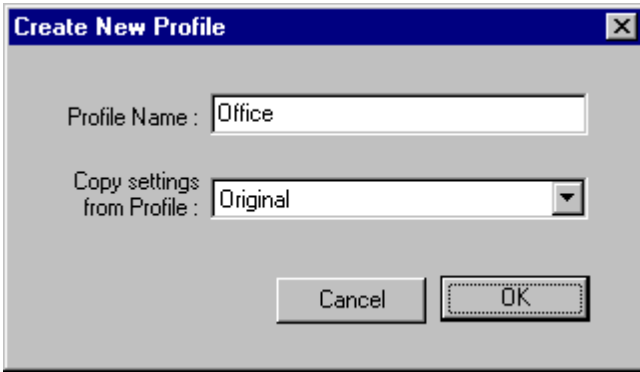 Create New Profile
Profile Name : Office
Copy settings
from Profile : Original
Cancel OK